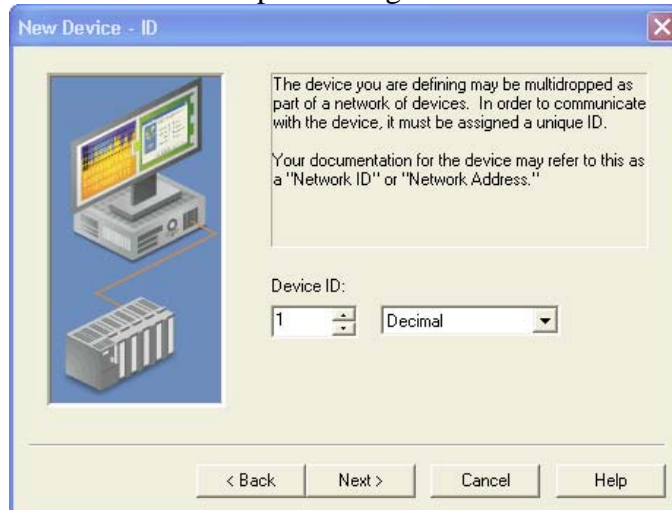 New Device - ID
The device you are defining may be multidropped as
part of a network of devices. In order to communicate
with the device, it must be assigned a unique ID.
Your documentation for the device may refer to this as
a "Network ID" or "Network Address."
Device ID:
1 Decimal
< Back Next > Cancel Help